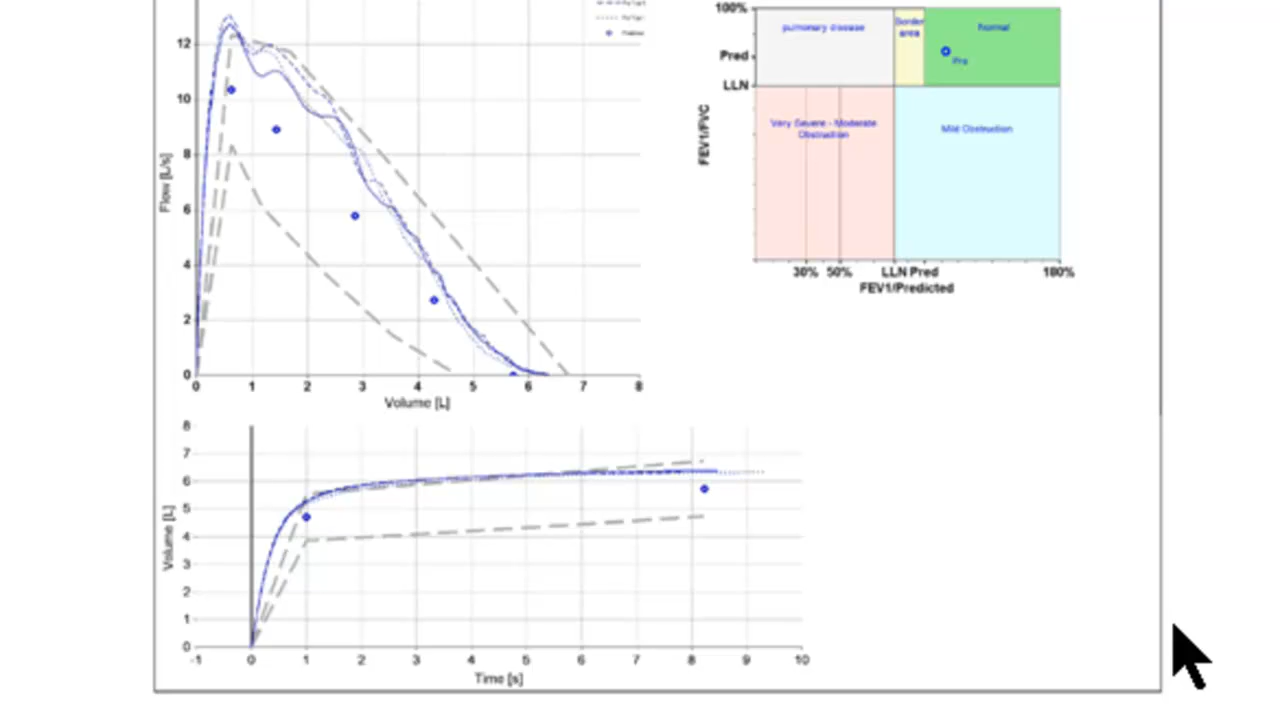 12
10
8
6
4
2
0
Flow [L/s]
0 1 2 3 4 5 6 7 8
Volume [L]
8
7
6
5
4
3
2
1
0
Volume [L]
-1 0 1 2 3 4 5 6 7 8 9 10
Time [s]
100%
Pred
LLN
FEV1/FVC
pulmonary disease
Border
area
Normal
Pre
Very Severe - Moderate
Obstruction
Mild Obstruction
30% 50% LLN Pred 100%
FEV1/Predicted